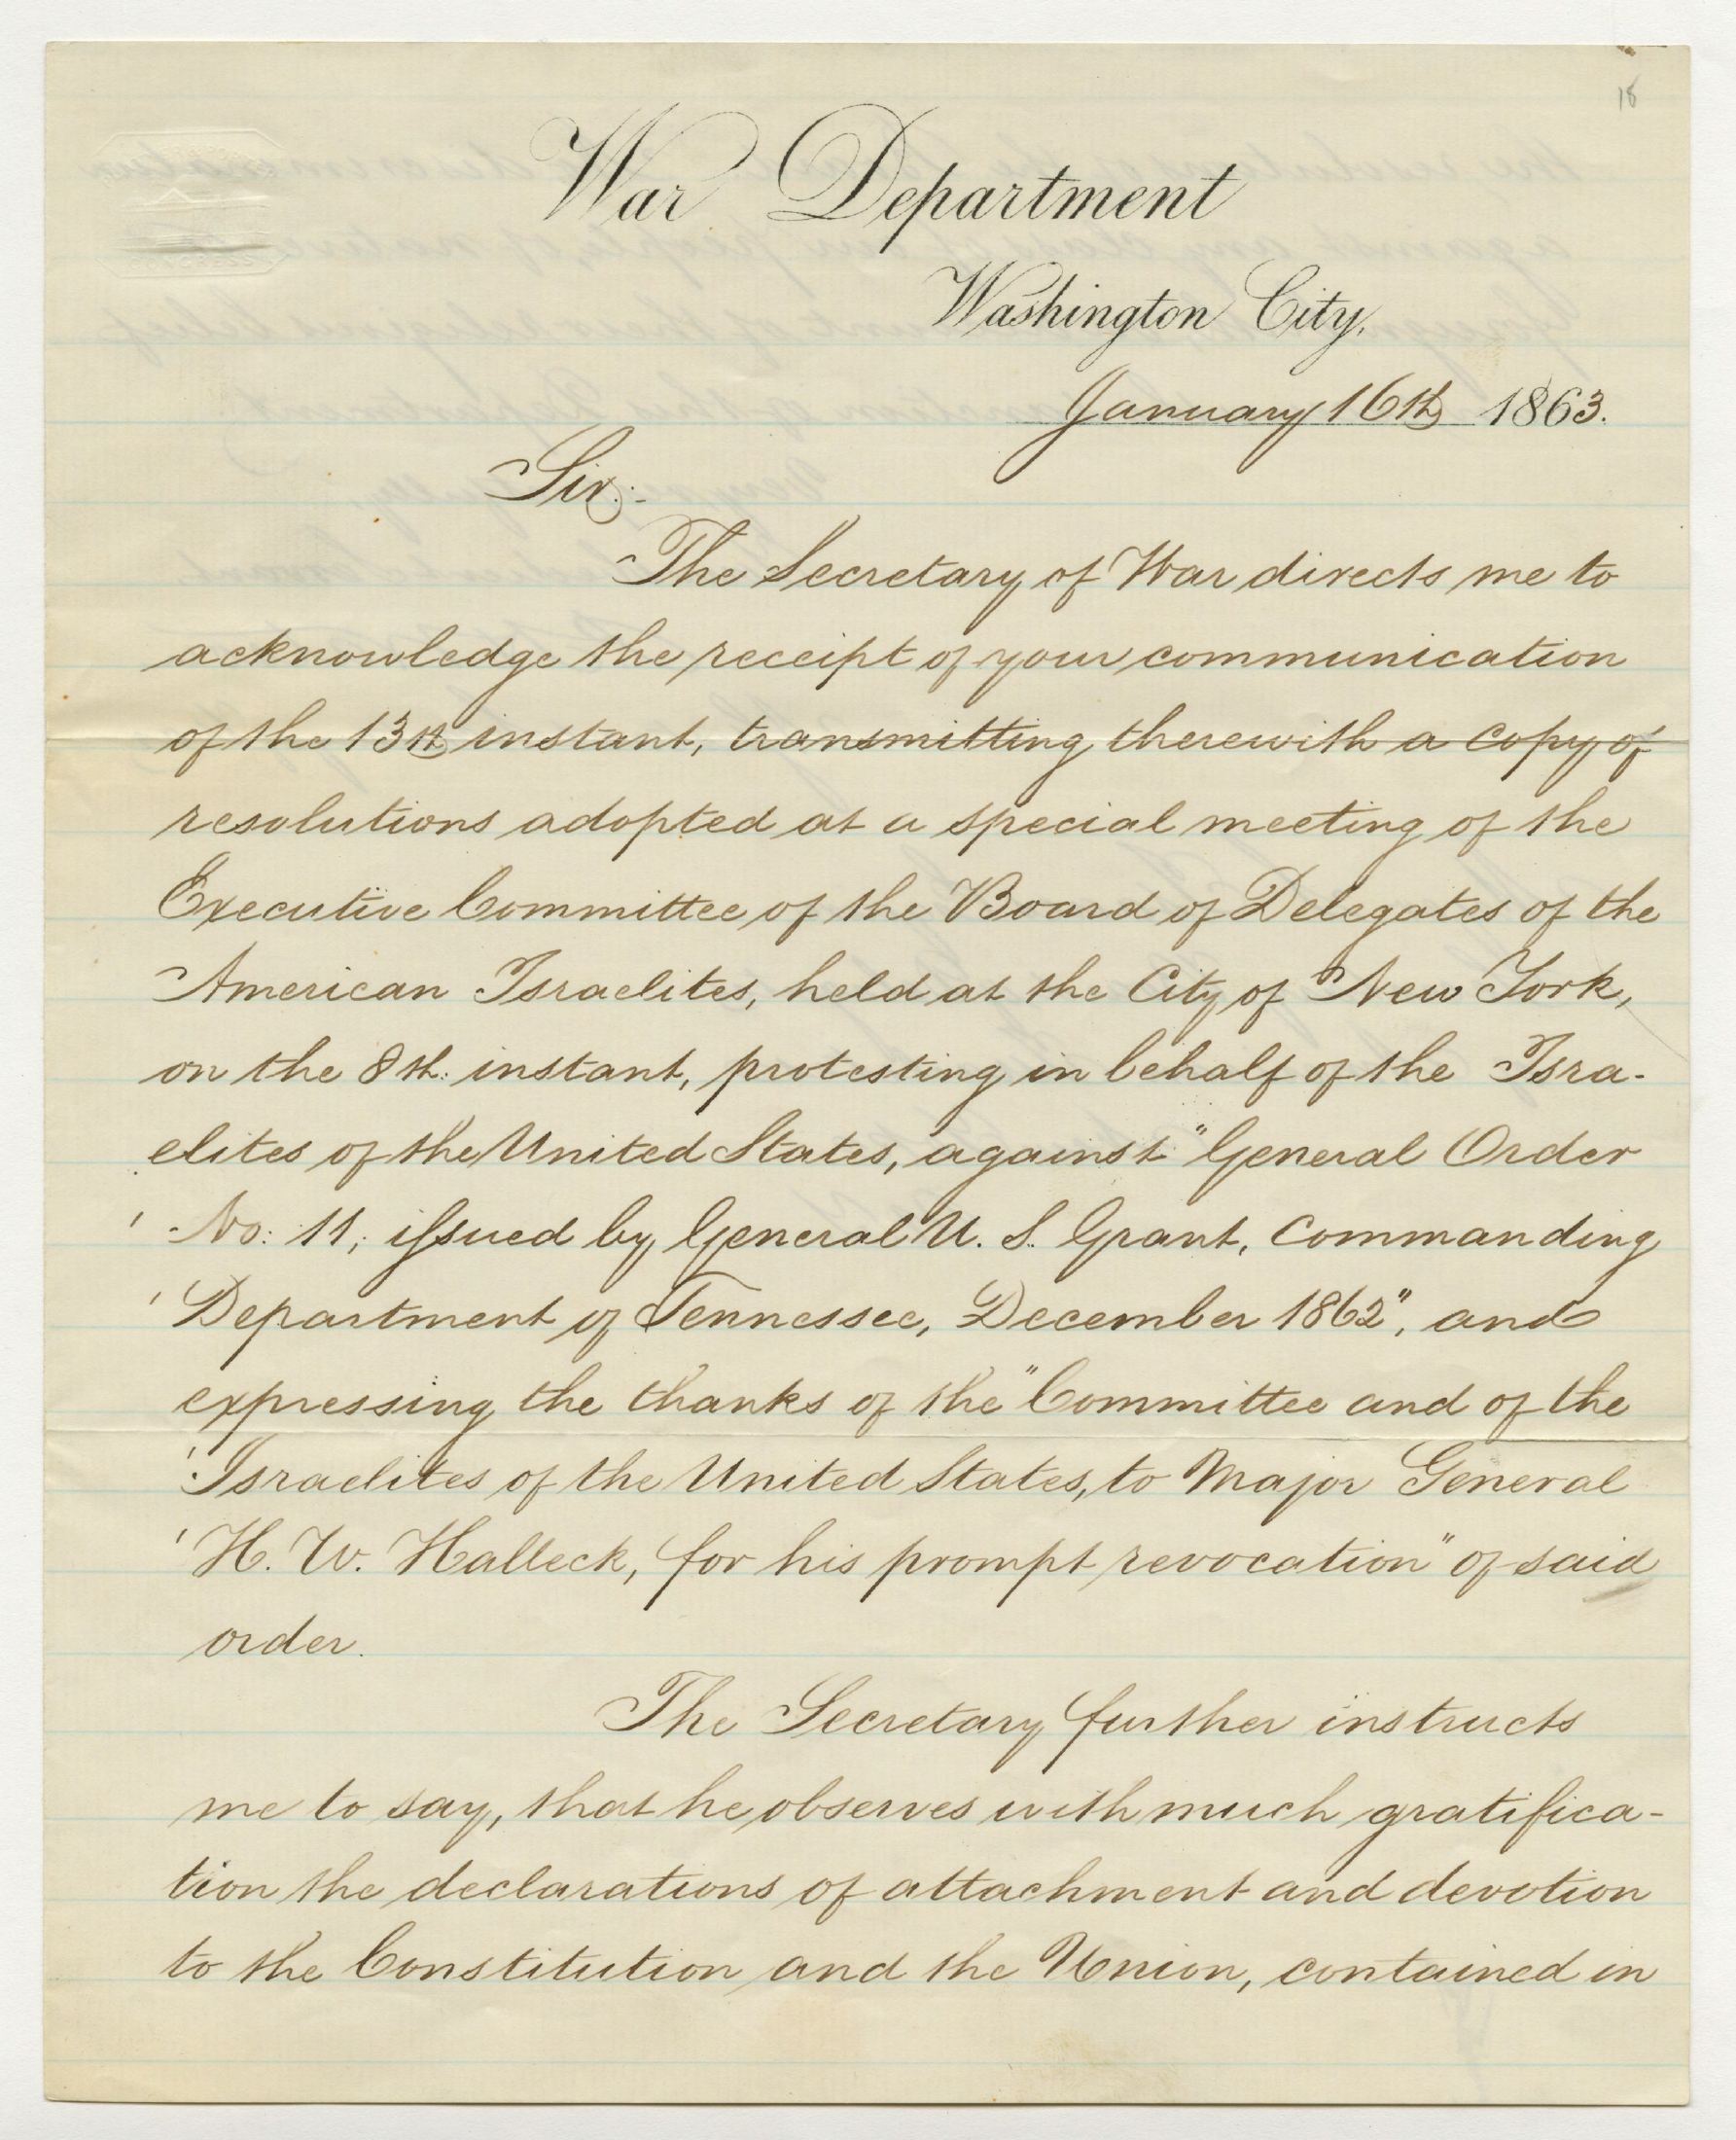 18
War Department
Washington City,
January 16th 1863.
Sir:-
The Secretary of War directs me to
acknowledge the receipt of your communication
of the 13th instant, transmitting therewith a copy of
resolutions adopted at a special meeting of the
Executive Committee of the Board of Delegates of the
American Israelites, held at the City of New York,
on the 8th: instant, protesting in behalf of the Isra-
elites of the United States, against "General Order
' No: 11, issued by General U. S. Grant, Commanding
' Department of Tennessee, December 1862", and
expressing the thanks of the "Committee and of the
' Israelites of the United States, to Major General
' H. W. Halleck, for his prompt revocation" of said
order.
The Secretary further instructs
me to say, that he observes with much gratifica-
tion the declarations of attachment and devotion
to the Constitution and the Union, contained in